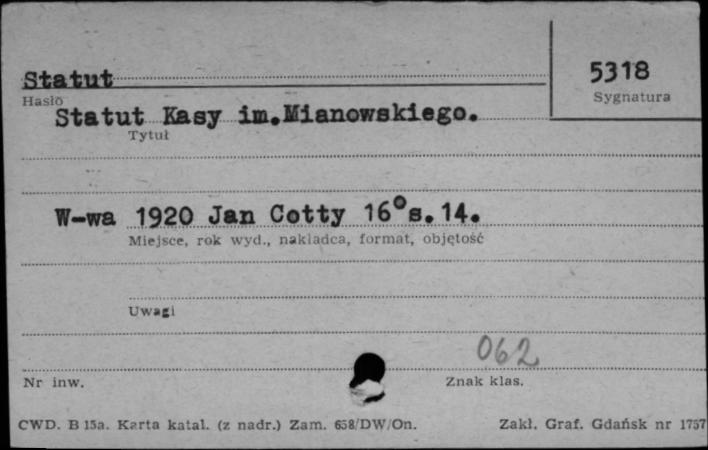 Statut
5318
Hasło
Sygnatura
Statut Kasy im.Mianowskiego.
Tytuł
W-wa 1920 Jan Cotty 16°s.14.
Miejsce, rok wyd., nakładca, format, objętość
Uwagi
062
Nr inw.
Znak klas.
CWD. B 15a. Karta katal. (z nadr.) Zam. 658/DW/On.
Zakł. Graf. Gdańsk nr 1757